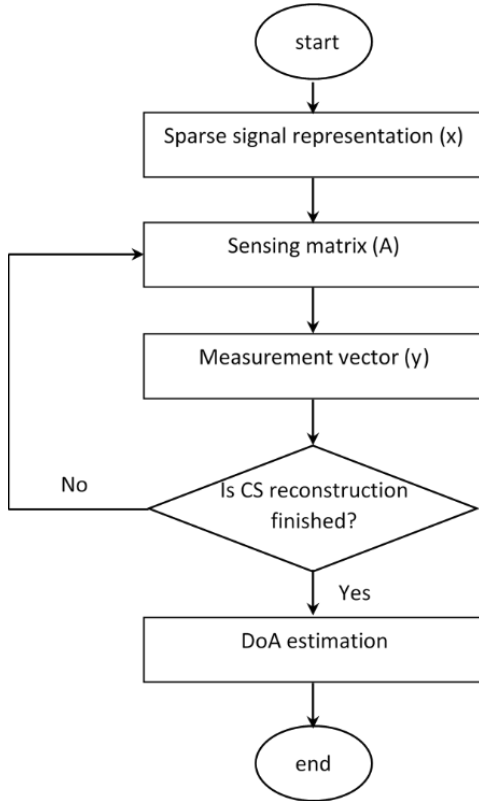 start
Sparse signal representation (x)
Sensing matrix (A)
Measurement vector (y)
Is CS reconstruction
finished?
No
Yes
DoA estimation
end